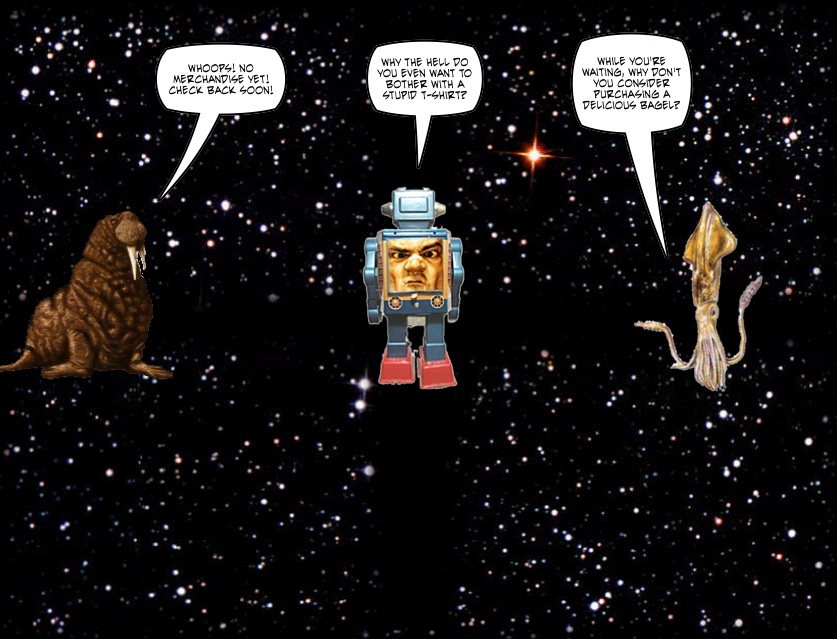 WHOOPS! NO
MERCHANDISE YET!
CHECK BACK SOON!
WHY THE HELL DO
YOU EVEN WANT TO
BOTHER WITH A
STUPID T-SHIRT?
WHILE YOU'RE
WAITING, WHY DON'T
YOU CONSIDER
PURCHASING A
DELICIOUS BAGEL?